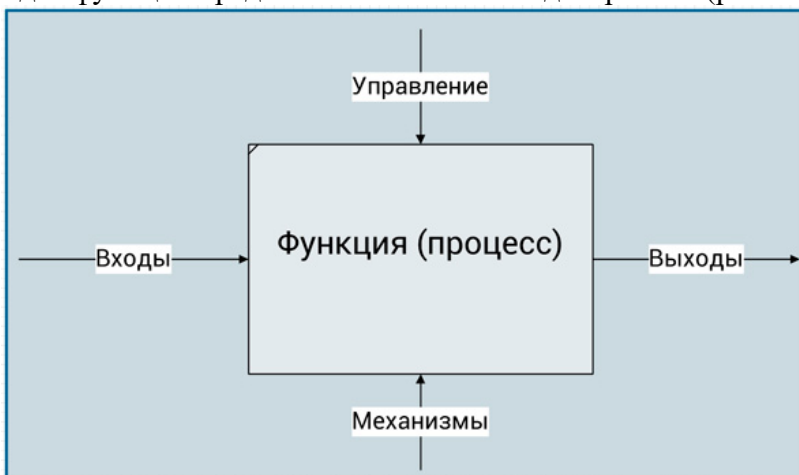 Управление
Функция (процесс)
Входы
Выходы
Механизмы